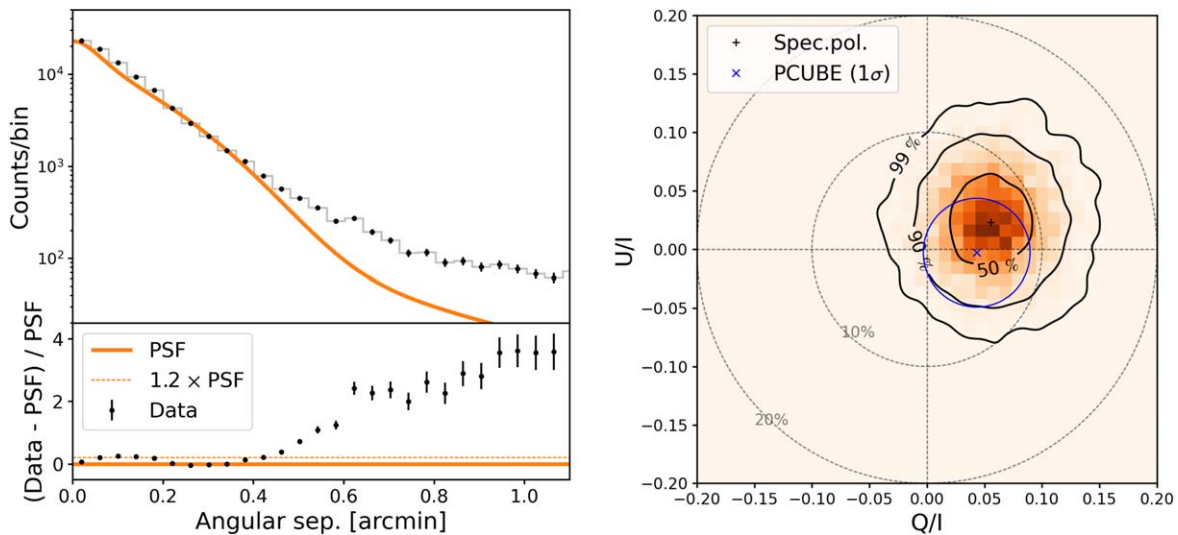 10⁴
10³
10²
Counts/bin
4
2
0
(Data - PSF) / PSF
PSF
1.2 × PSF
Data
0.0 0.2 0.4 0.6 0.8 1.0
Angular sep. [arcmin]
0.20
0.15
0.10
0.05
0.00
−0.05
−0.10
−0.15
−0.20
U/I
Spec.pol.
PCUBE (1σ)
99 %
90 %
50 %
10%
20%
−0.20 −0.15 −0.10 −0.05 0.00 0.05 0.10 0.15 0.20
Q/I